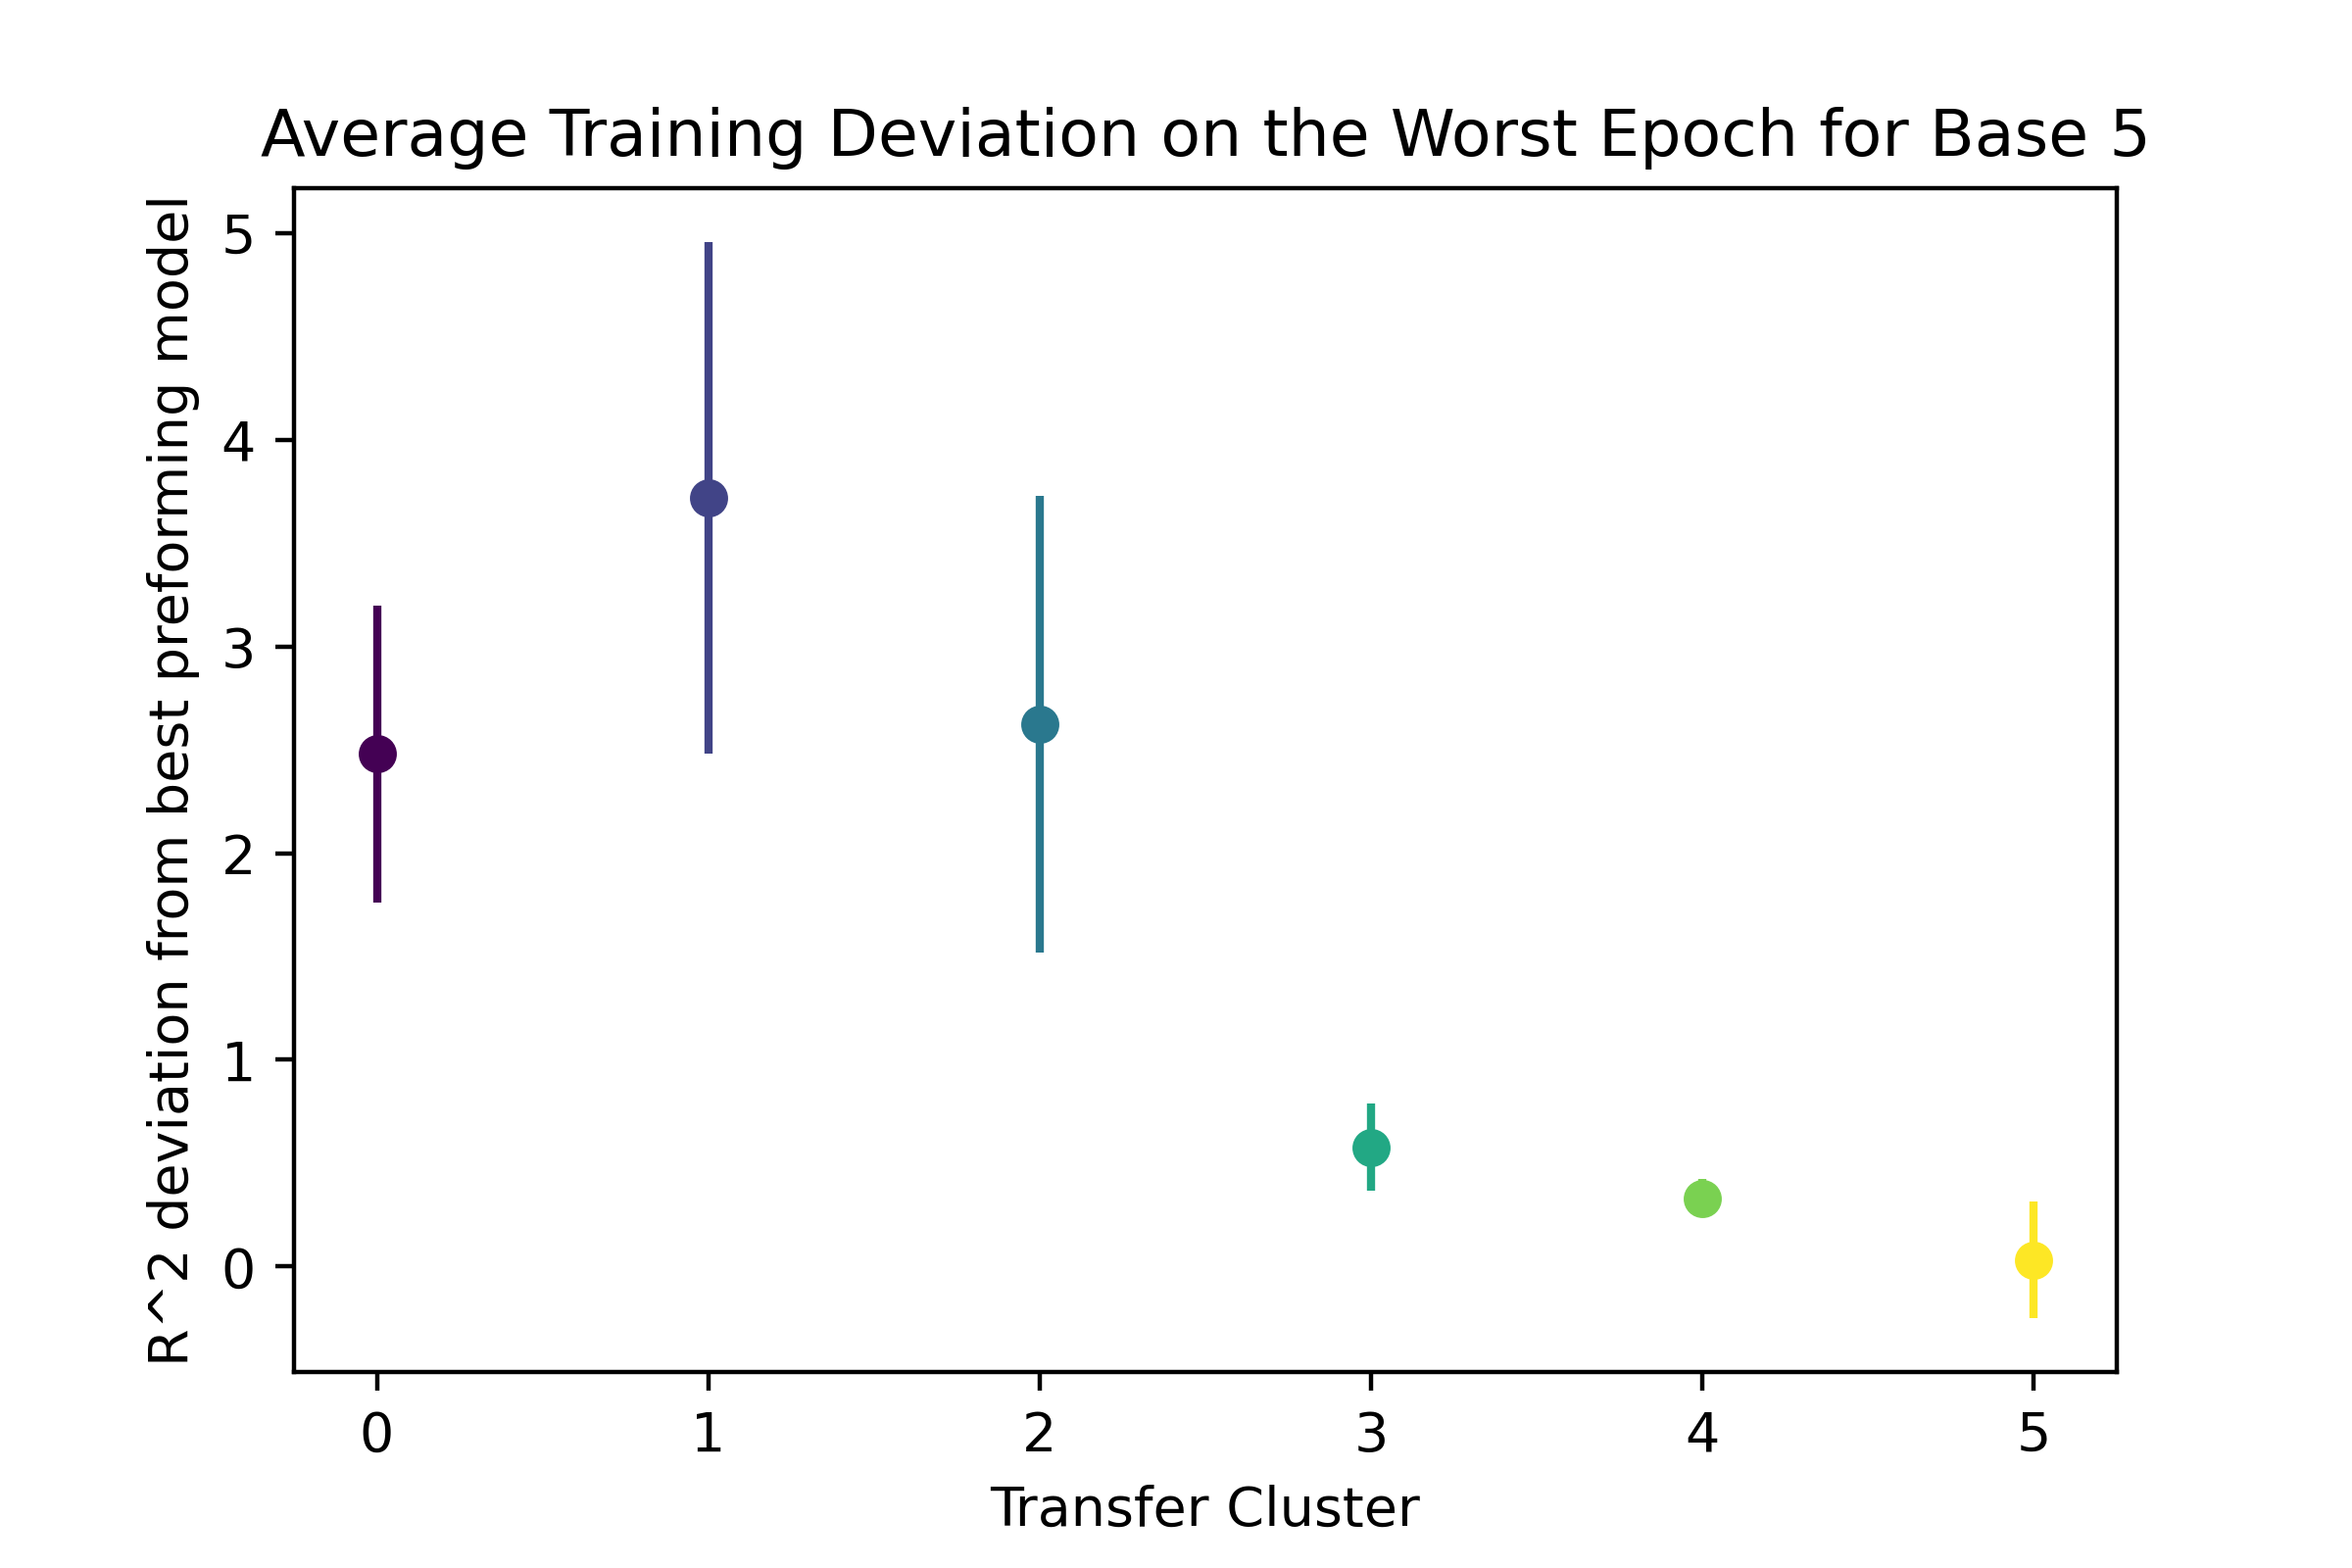 Average Training Deviation on the Worst Epoch for Base 5
R^2 deviation from best preforming model
5
4
3
2
1
0
0 1 2 3 4 5
Transfer Cluster